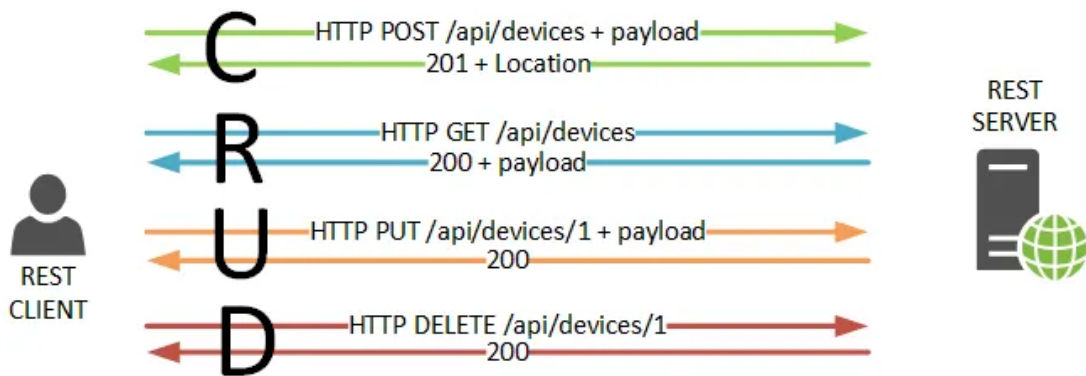 C
HTTP POST /api/devices + payload
201 + Location
R
HTTP GET /api/devices
200 + payload
U
HTTP PUT /api/devices/1 + payload
200
D
HTTP DELETE /api/devices/1
200
REST
CLIENT
REST
SERVER